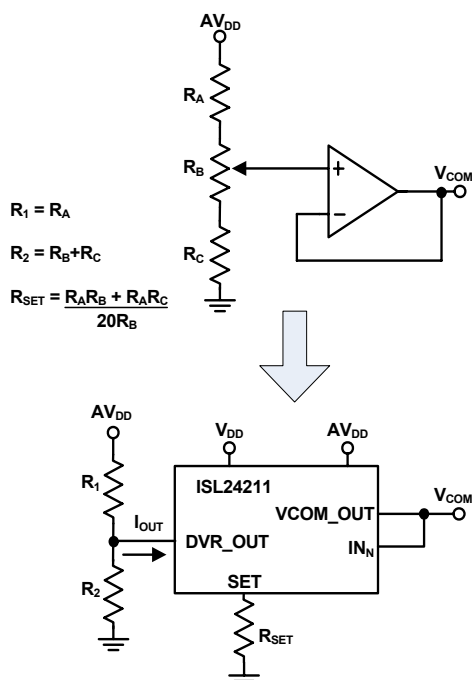 AVDD
RA
RB
RC
+
−
VCOM
R1 = RA
R2 = RB+RC
RSET = RARB + RARC
20RB
AVDD
R1
IOUT
R2
VDD
AVDD
ISL24211
VCOM_OUT
VCOM
DVR_OUT
INN
SET
RSET